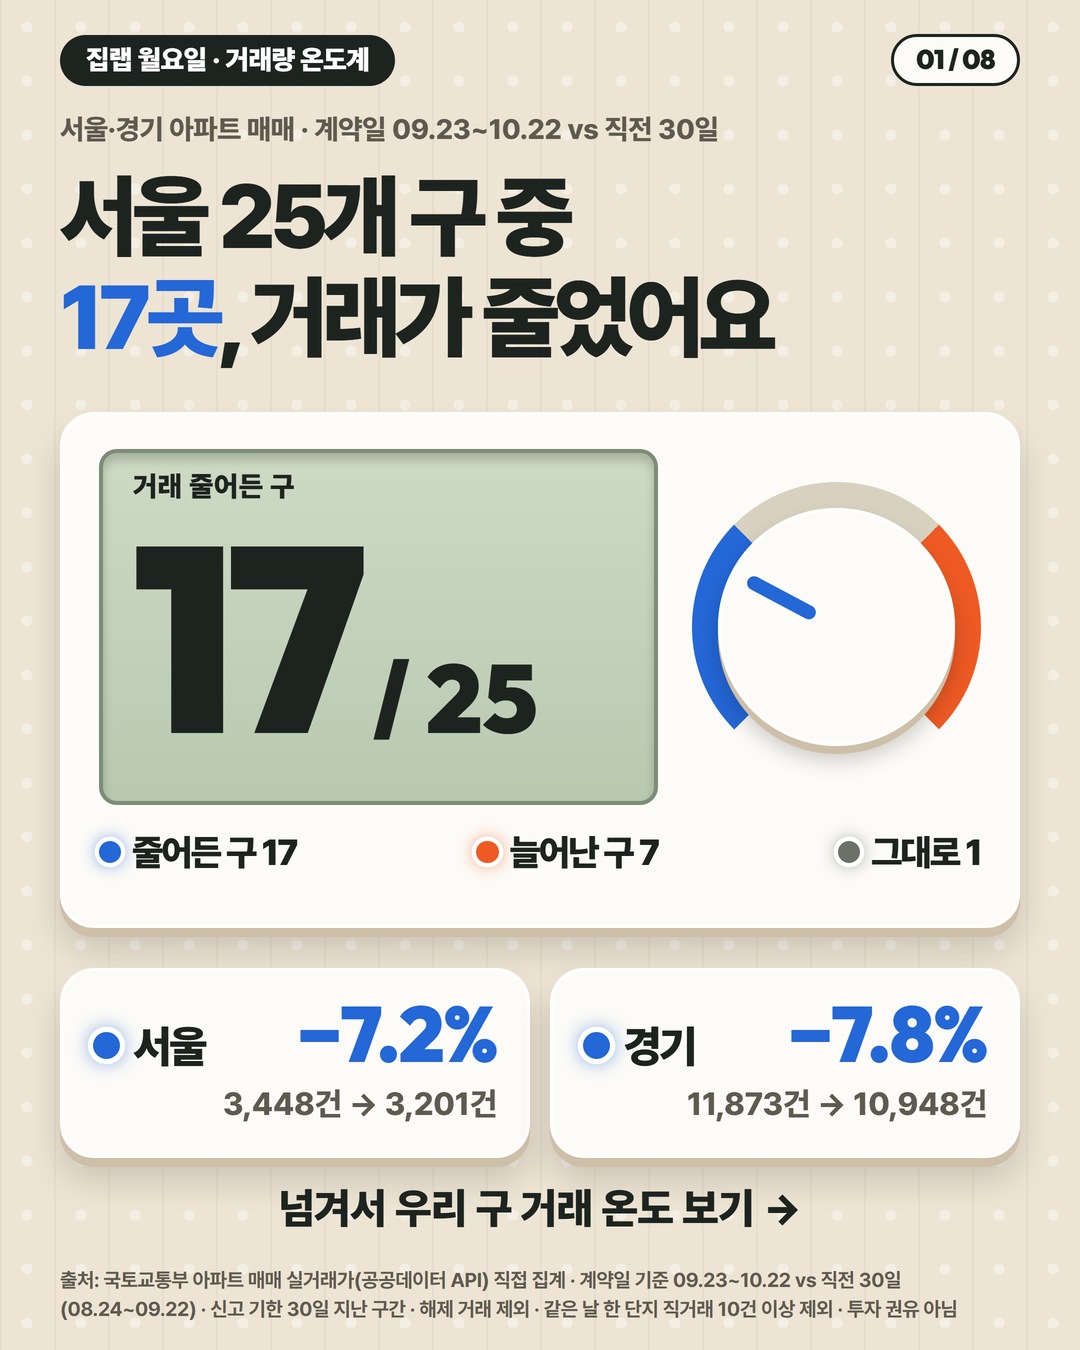 집랩 월요일 · 거래량 온도계
01 / 08
서울·경기 아파트 매매 · 계약일 09.23~10.22 vs 직전 30일
서울 25개 구 중
17곳, 거래가 줄었어요
거래 줄어든 구
17 / 25
줄어든 구 17
늘어난 구 7
그대로 1
서울 −7.2%
3,448건 → 3,201건
경기 −7.8%
11,873건 → 10,948건
넘겨서 우리 구 거래 온도 보기 →
출처: 국토교통부 아파트 매매 실거래가(공공데이터 API) 직접 집계 · 계약일 기준 09.23~10.22 vs 직전 30일
(08.24~09.22) · 신고 기한 30일 지난 구간 · 해제 거래 제외 · 같은 날 한 단지 직거래 10건 이상 제외 · 투자 권유 아님